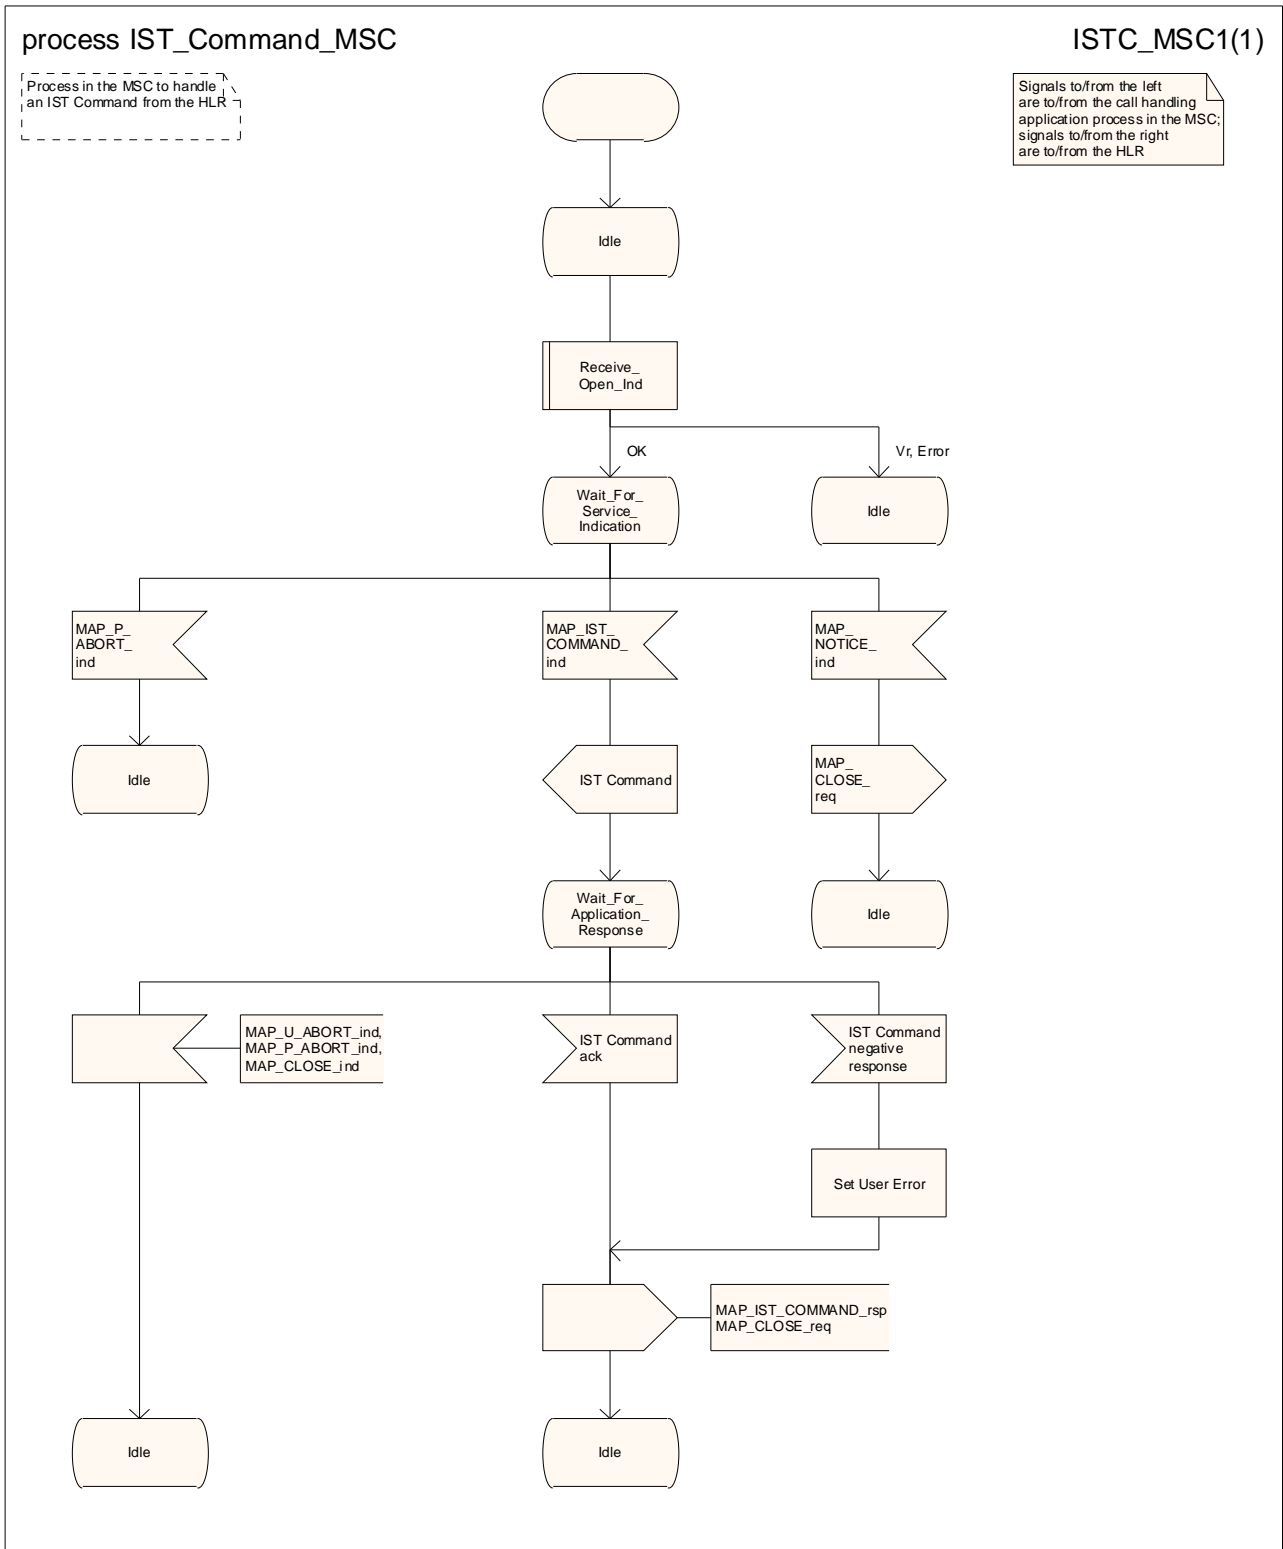 process IST_Command_MSC
ISTC_MSC1(1)
Process in the MSC to handle
an IST Command from the HLR
Signals to/from the left
are to/from the call handling
application process in the MSC;
signals to/from the right
are to/from the HLR
Idle
Receive_
Open_Ind
OK
Vr, Error
Wait_For_
Service_
Indication
Idle
MAP_P_
ABORT_
ind
MAP_IST_
COMMAND_
ind
MAP_
NOTICE_
ind
Idle
IST Command
MAP_
CLOSE_
req
Wait_For_
Application_
Response
Idle
MAP_U_ABORT_ind,
MAP_P_ABORT_ind,
MAP_CLOSE_ind
IST Command
ack
IST Command
negative
response
Set User Error
MAP_IST_COMMAND_rsp
MAP_CLOSE_req
Idle
Idle